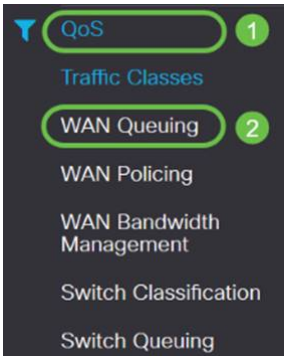 QoS 1
Traffic Classes
WAN Queuing 2
WAN Policing
WAN Bandwidth
Management
Switch Classification
Switch Queuing